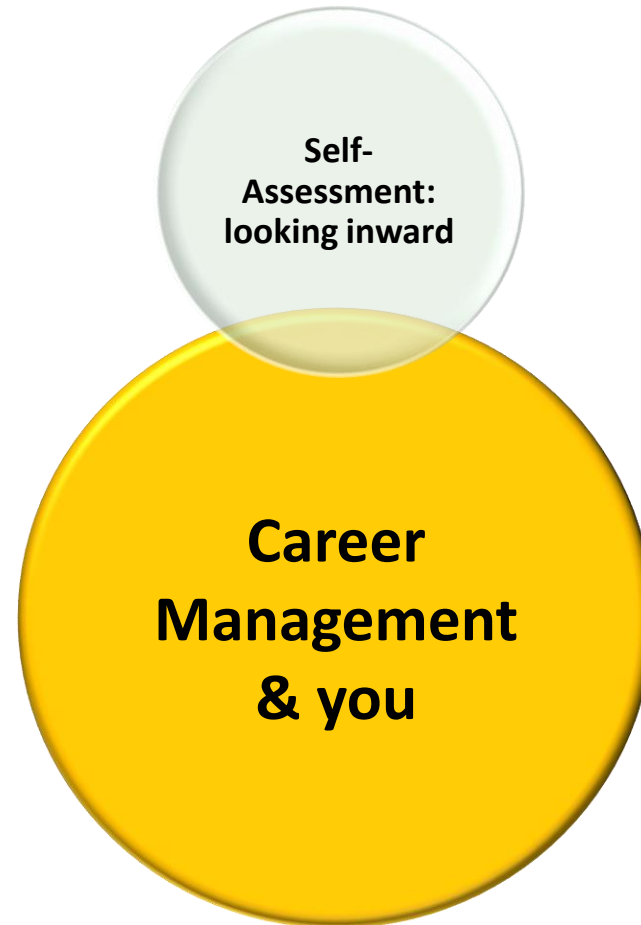 Self-
Assessment:
looking inward
Career
Management
& you